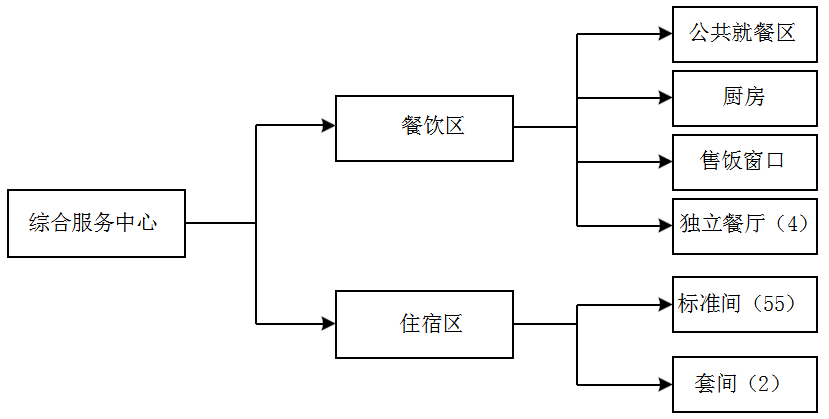 综合服务中心
餐饮区
公共就餐区
厨房
售饭窗口
独立餐厅（4）
住宿区
标准间（55）
套间（2）